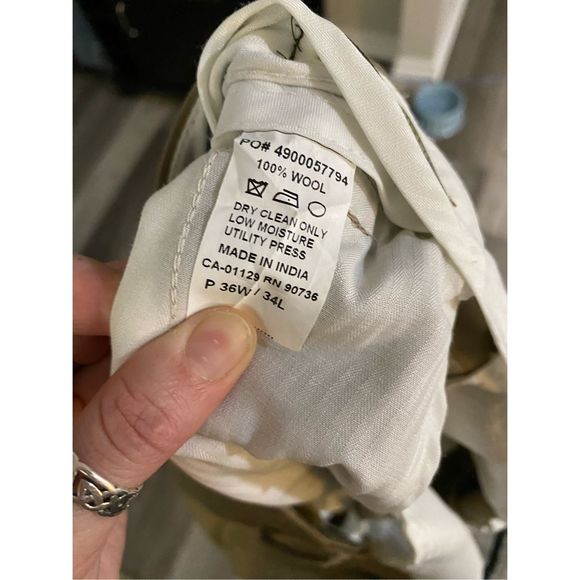 PO# 4900057794
100% WOOL
DRY CLEAN ONLY
LOW MOISTURE
UTILITY PRESS
MADE IN INDIA
CA-01129 RN 90736
P 36W / 34L